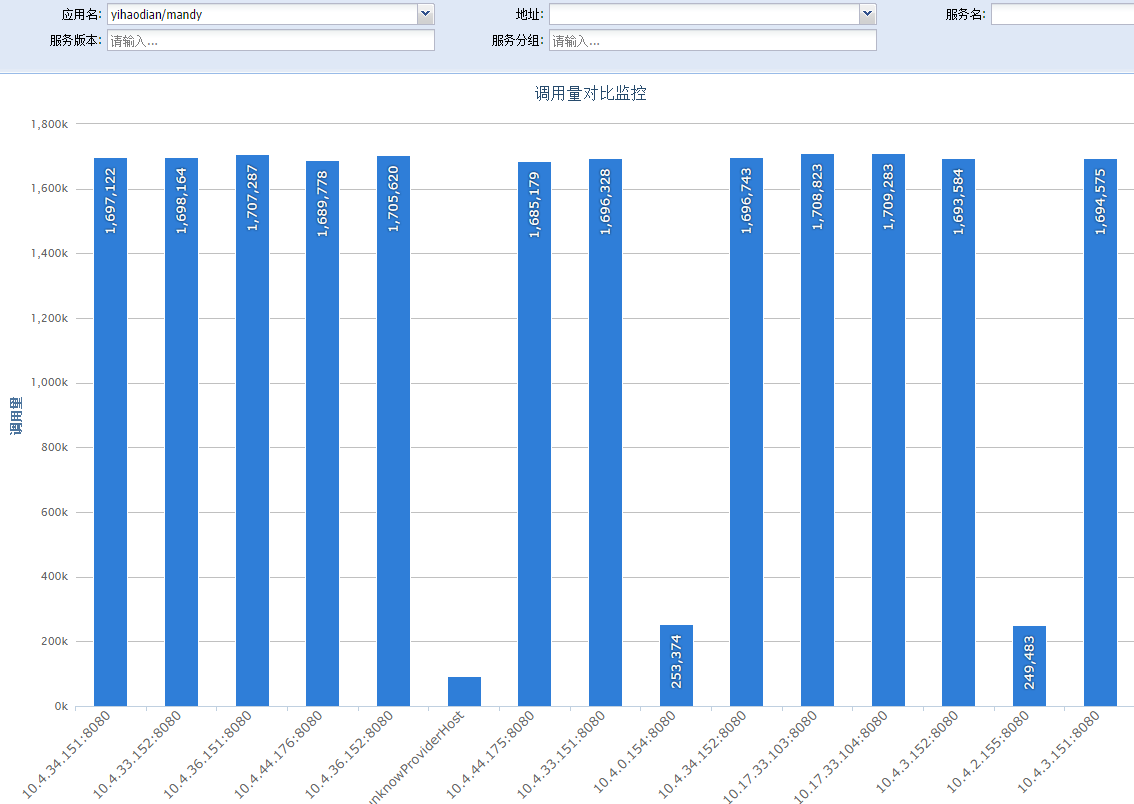 应用名: yihaodian/mandy 地址: 服务名:
服务版本: 请输入... 服务分组: 请输入...
调用量对比监控
1,800k
1,600k
1,400k
1,200k
1,000k
800k
600k
400k
200k
0k
调用量
1,697,122
1,698,164
1,707,287
1,689,778
1,705,620
1,685,179
1,696,328
253,374
1,696,743
1,708,823
1,709,283
1,693,584
249,483
1,694,575
10.4.34.151:8080
10.4.33.152:8080
10.4.36.151:8080
10.4.44.176:8080
10.4.36.152:8080
unknowProviderHost
10.4.44.175:8080
10.4.33.151:8080
10.4.0.154:8080
10.4.34.152:8080
10.17.33.103:8080
10.17.33.104:8080
10.4.3.152:8080
10.4.2.155:8080
10.4.3.151:8080